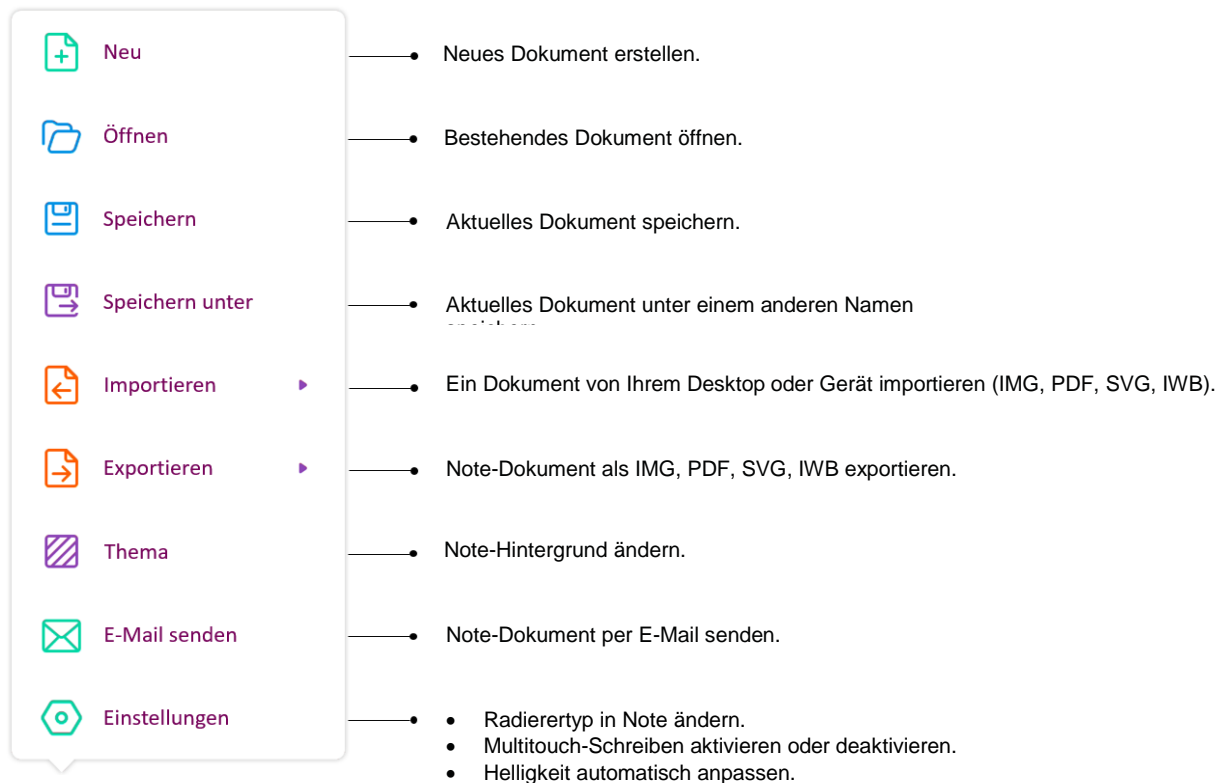 Neu
Neues Dokument erstellen.
Öffnen
Bestehendes Dokument öffnen.
Speichern
Aktuelles Dokument speichern.
Speichern unter
Aktuelles Dokument unter einem anderen Namen
Importieren
Ein Dokument von Ihrem Desktop oder Gerät importieren (IMG, PDF, SVG, IWB).
Exportieren
Note-Dokument als IMG, PDF, SVG, IWB exportieren.
Thema
Note-Hintergrund ändern.
E-Mail senden
Note-Dokument per E-Mail senden.
Einstellungen
• Radierertyp in Note ändern.
• Multitouch-Schreiben aktivieren oder deaktivieren.
• Helligkeit automatisch anpassen.